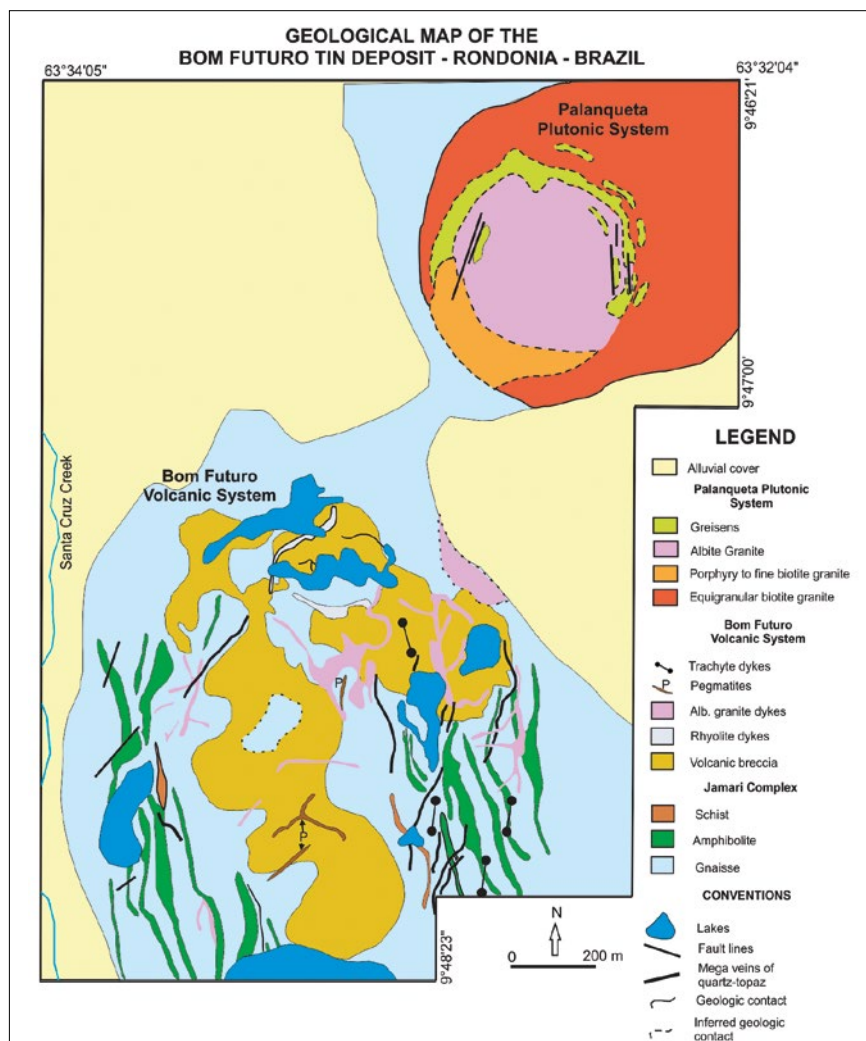 GEOLOGICAL MAP OF THE
BOM FUTURO TIN DEPOSIT - RONDONIA - BRAZIL
63°34'05"
63°32'04"
9°46'21'
Palanqueta
Plutonic System
9°47'00'
Santa Cruz Creek
Bom Futuro
Volcanic System
P
P
9°48'23"
N
0 200 m
LEGEND
Alluvial cover
Palanqueta Plutonic
System
Greisens
Albite Granite
Porphyry to fine biotite granite
Equigranular biotite granite
Bom Futuro
Volcanic System
Trachyte dykes
P
Pegmatites
Alb. granite dykes
Rhyolite dykes
Volcanic breccia
Jamari Complex
Schist
Amphibolite
Gnaisse
CONVENTIONS
Lakes
Fault lines
Mega veins of
quartz-topaz
Geologic contact
Inferred geologic
contact